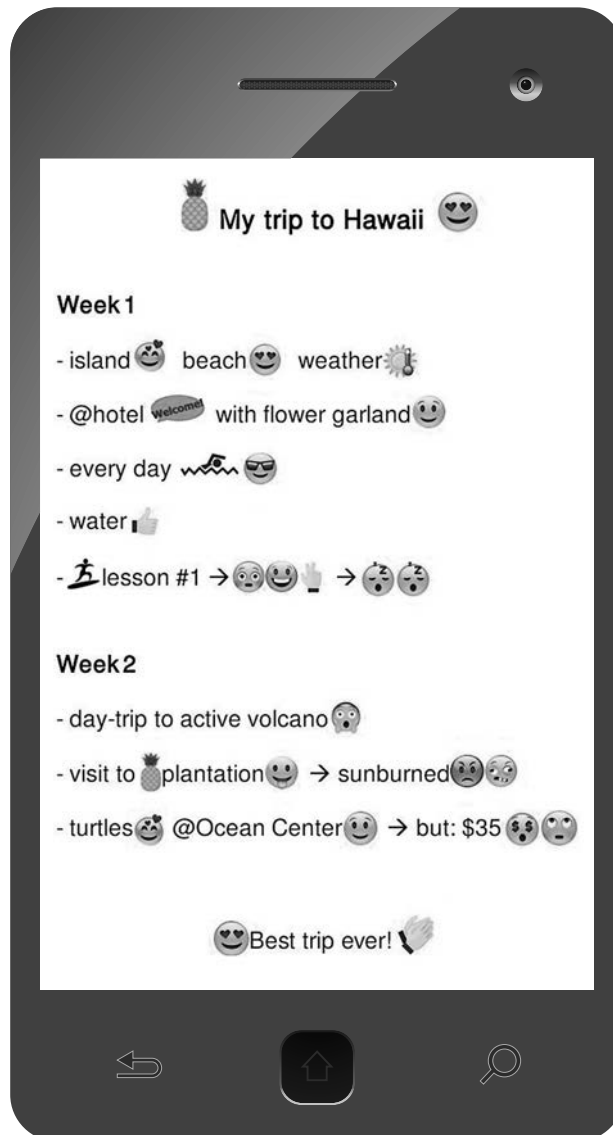 My trip to Hawaii
Week 1
- island beach weather
- @hotel Welcome! with flower garland
- every day
- water
- lesson #1 → →
Week 2
- day-trip to active volcano
- visit to plantation → sunburned
- turtles @Ocean Center → but: $35
Best trip ever!